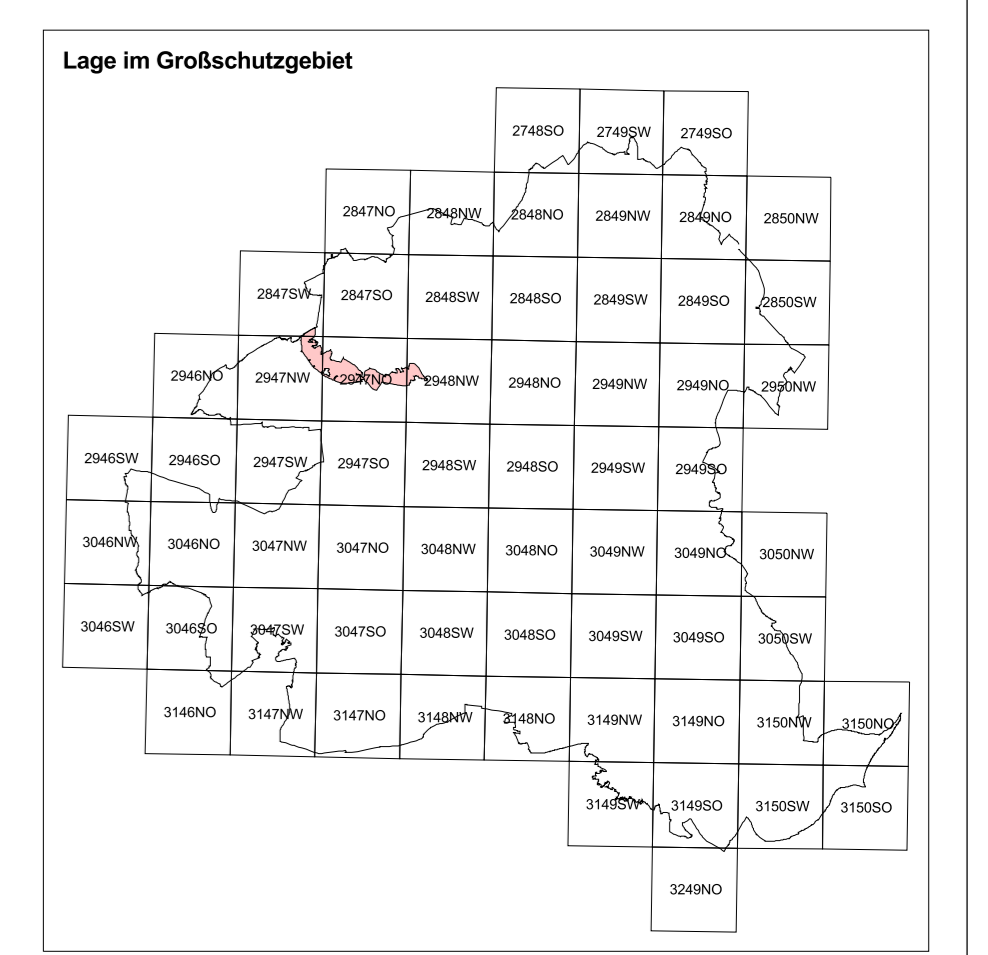 Lage im Großschutzgebiet
2748SO 2749SW 2749SO
2847NO 2848NW 2848NO 2849NW 2849NO 2850NW
2847SW 2847SO 2848SW 2848SO 2849SW 2849SO 2850SW
2946NO 2947NW 2947NO 2948NW 2948NO 2949NW 2949NO 2950NW
2946SW 2946SO 2947SW 2947SO 2948SW 2948SO 2949SW 2949SO
3046NW 3046NO 3047NW 3047NO 3048NW 3048NO 3049NW 3049NO 3050NW
3046SW 3046SO 3047SW 3047SO 3048SW 3048SO 3049SW 3049SO 3050SW
3146NO 3147NW 3147NO 3148NW 3148NO 3149NW 3149NO 3150NW 3150NO
3149SW 3149SO 3150SW 3150SO
3249NO